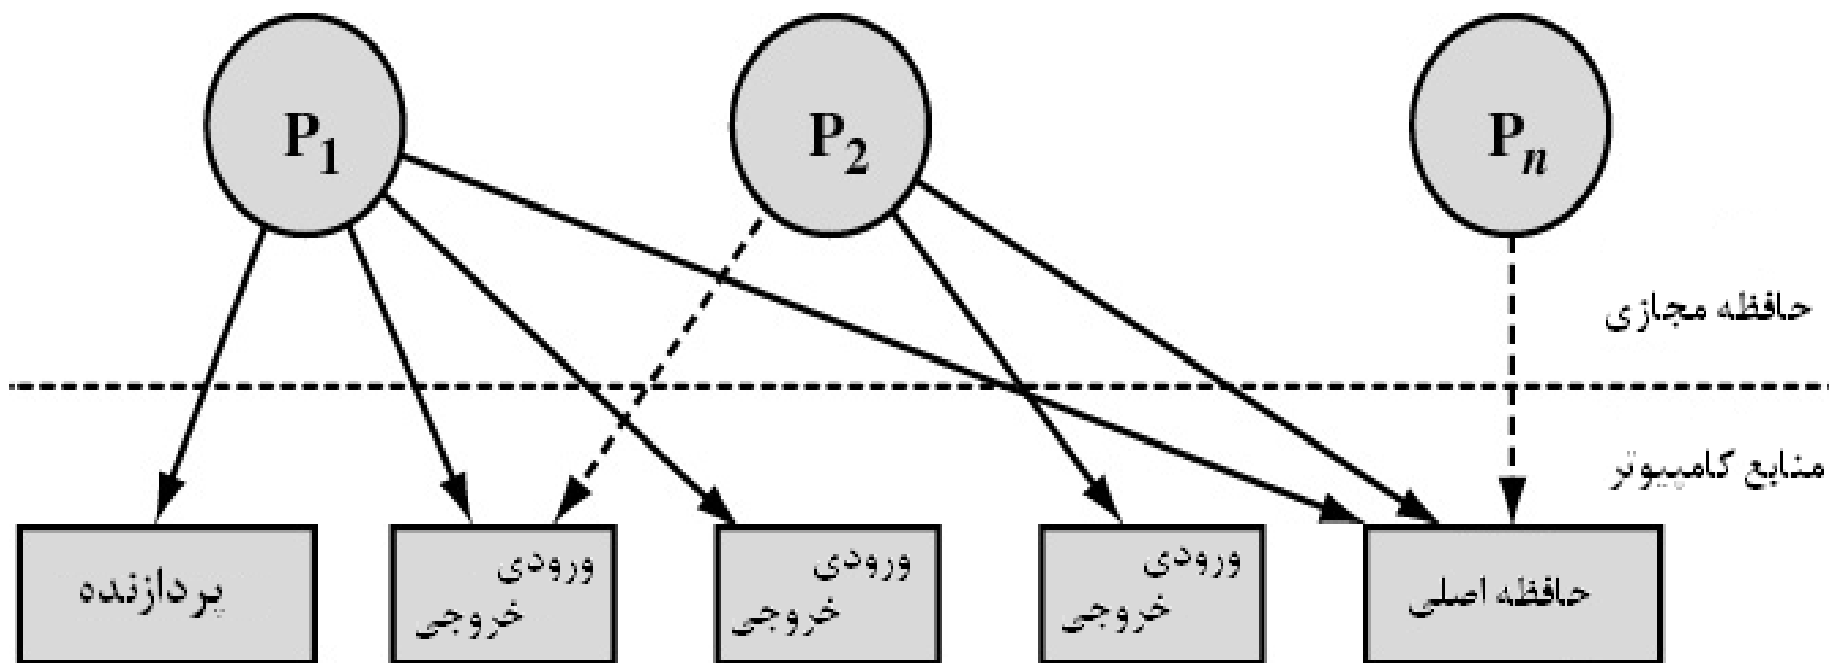 P1
P2
Pn
حافظه مجازی
منابع کامپیوتر
پردازنده
ورودی
خروجی
ورودی
خروجی
ورودی
خروجی
حافظه اصلی